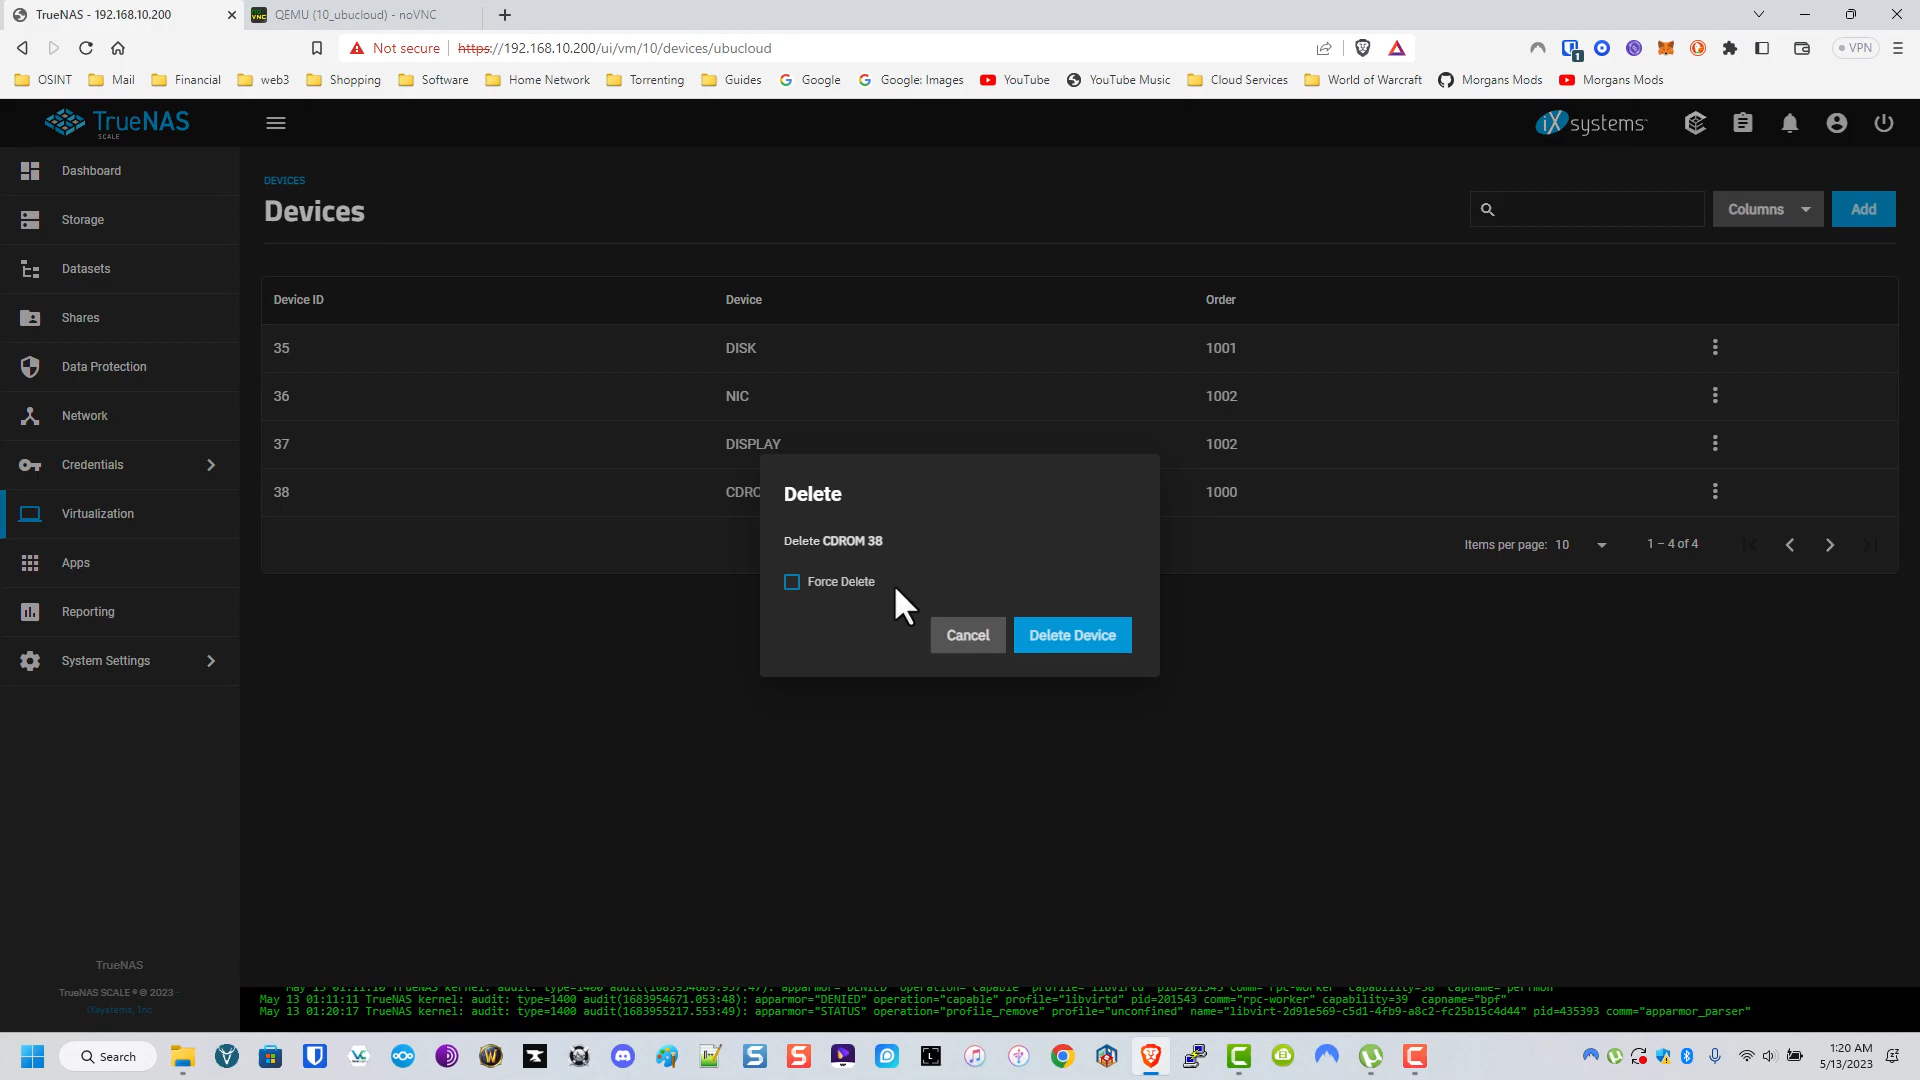 TrueNAS - 192.168.10.200
QEMU (10_ubucloud) - noVNC
Not secure
https://192.168.10.200/ui/vm/10/devices/ubucloud
1
VPN
OSINT
Mail
Financial
web3
Shopping
Software
Home Network
Torrenting
Guides
Google
Google: Images
YouTube
YouTube Music
Cloud Services
World of Warcraft
Morgans Mods
Morgans Mods
TrueNAS
SCALE
iXsystems
Dashboard
Storage
Datasets
Shares
Data Protection
Network
Credentials
Virtualization
Apps
Reporting
System Settings
TrueNAS
TrueNAS SCALE ® © 2023 -
iXsystems, Inc
DEVICES
Devices
Columns
Add
Device ID Device Order
35 DISK 1001
36 NIC 1002
37 DISPLAY 1002
38 CDRO 1000
Items per page: 10 1 – 4 of 4
Delete
Delete CDROM 38
Force Delete
Cancel
Delete Device
May 13 01:11:11 TrueNAS kernel: audit: type=1400 audit(1683954671.053:48): apparmor="DENIED" operation="capable" profile="libvirtd" pid=201543 comm="rpc-worker" capability=39 capname="bpf"
May 13 01:20:17 TrueNAS kernel: audit: type=1400 audit(1683955217.553:49): apparmor="STATUS" operation="profile_remove" profile="unconfined" name="libvirt-2d91e569-c5d1-4fb9-a8c2-fc25b15c4d44" pid=435393 comm="apparmor_parser"
Search
1:20 AM
5/13/2023